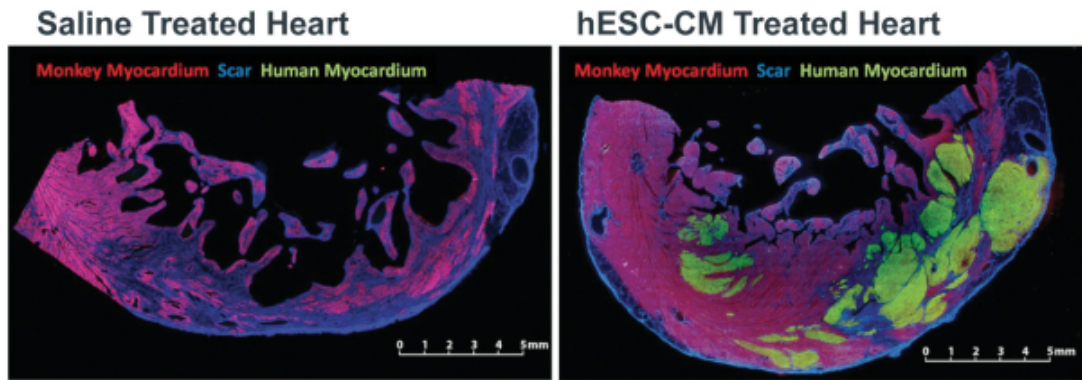 Saline Treated Heart
Monkey Myocardium Scar Human Myocardium
0 1 2 3 4 5mm
hESC-CM Treated Heart
Monkey Myocardium Scar Human Myocardium
0 1 2 3 4 5mm